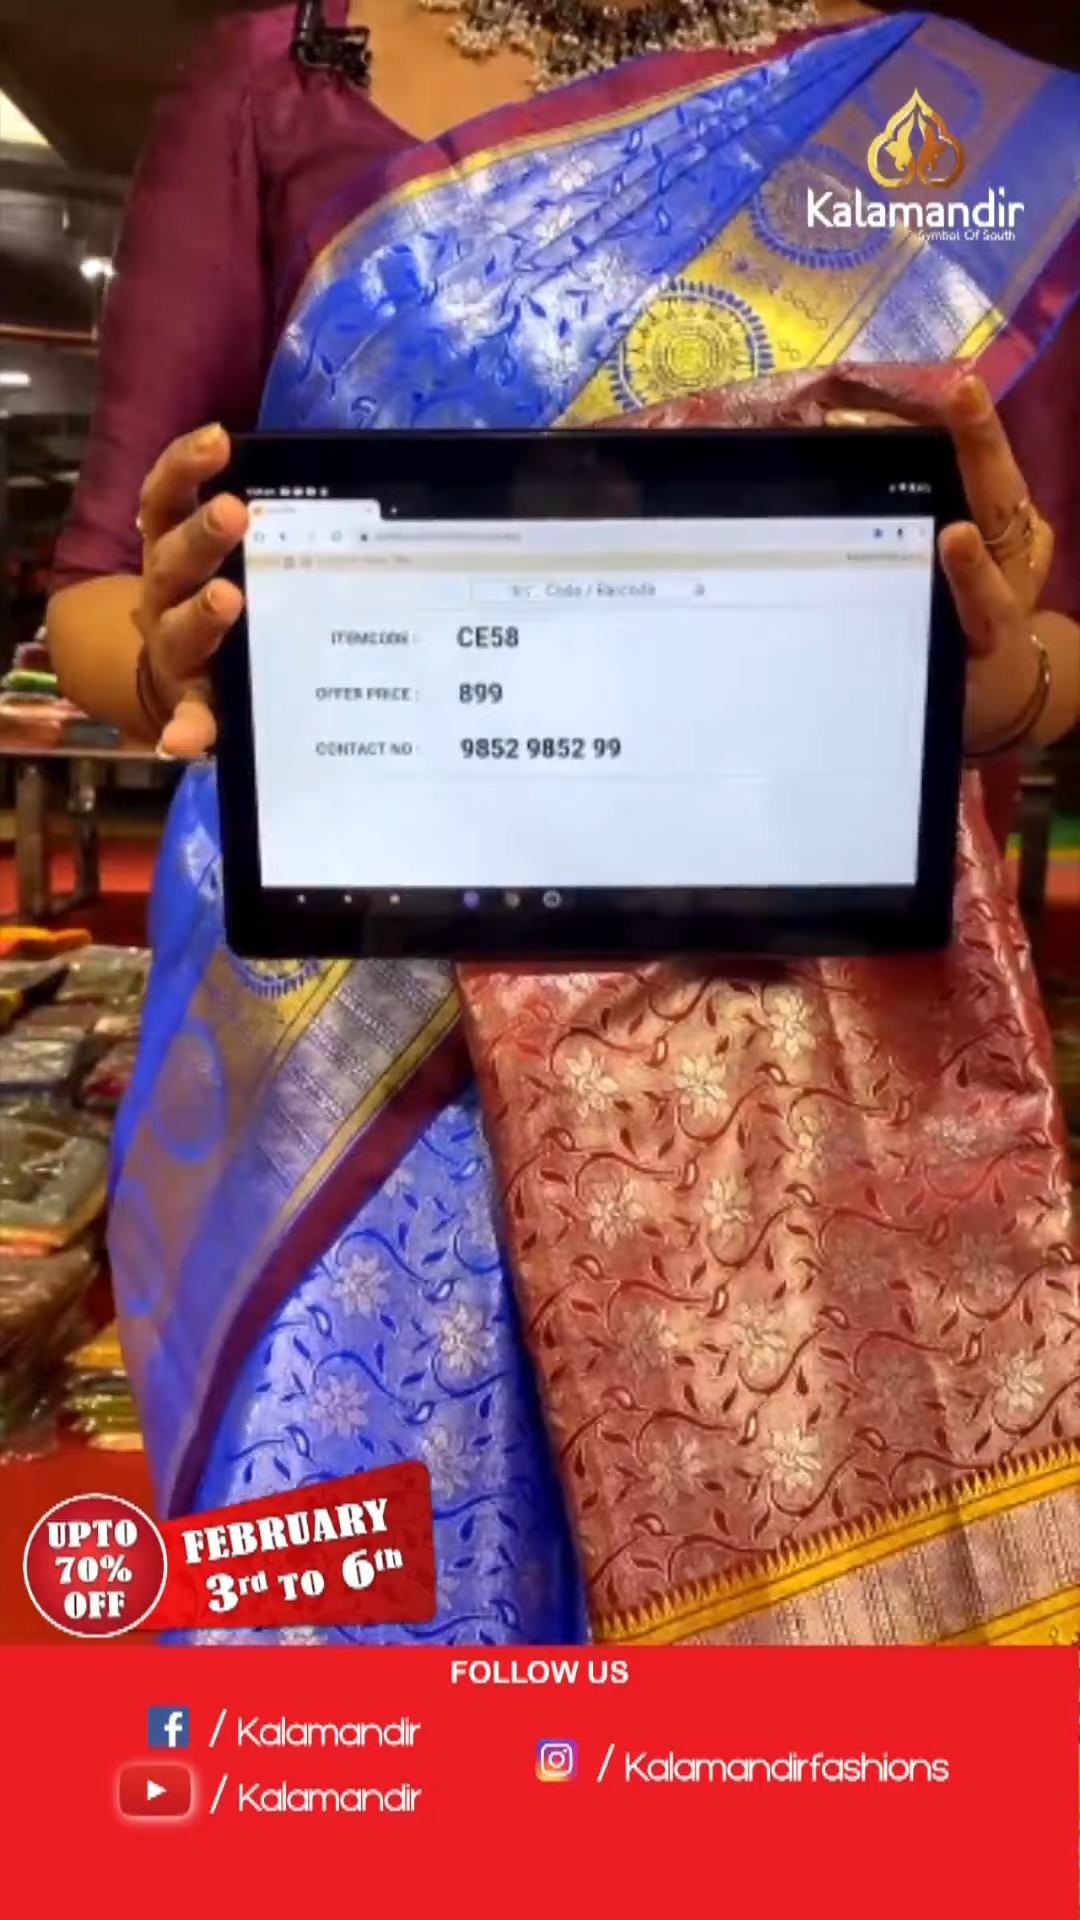 Kalamandir
Symbol Of South
Code / Barcode
ITEMCODE : CE58
OFFER PRICE : 899
CONTACT NO : 9852 9852 99
UPTO
70%
OFF
FEBRUARY
3rd TO 6th
FOLLOW US
/ Kalamandir
/ Kalamandirfashions
/ Kalamandir